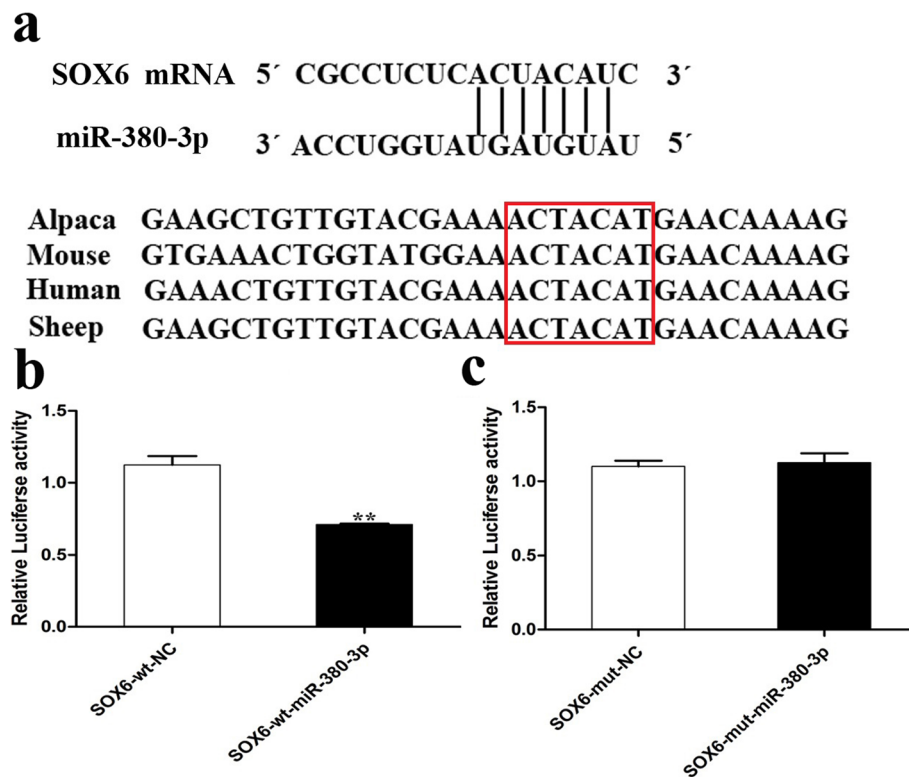 a
SOX6 mRNA 5´ CGCCUCUCACUACAUC 3´
miR-380-3p 3´ ACCUGGUAUGAUGUAU 5´
Alpaca GAAGCTGTTGTACGAAAACTACATGAACAAAAG
Mouse GTGAAACTGGTATGGAAACTACATGAACAAAAG
Human GAAACTGTTGTACGAAAACTACATGAACAAAAG
Sheep GAAGCTGTTGTACGAAAACTACATGAACAAAAG
b
Relative Luciferse activity
1.5
1.0
0.5
0.0
**
SOX6-wt-NC
SOX6-wt-miR-380-3p
c
Relative Luciferse activity
1.5
1.0
0.5
0.0
SOX6-mut-NC
SOX6-mut-miR-380-3p